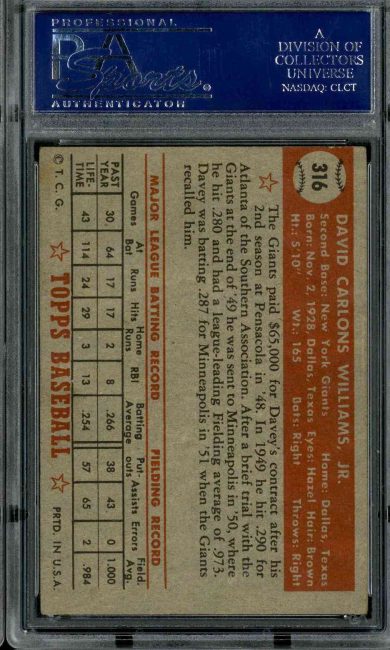 PROFESSIONAL
PSA
Sports
AUTHENTICATOR
A
DIVISION OF
COLLECTORS
UNIVERSE
NASDAQ: CLCT
316
DAVID CARLONS WILLIAMS, JR.
Second Base: New York Giants Home: Dallas, Texas
Born: Nov. 2, 1928, Dallas, Texas Eyes: Hazel Hair: Brown
Ht.: 5'10" Wt.: 165 Bats: Right Throws: Right
The Giants paid $65,000 for Davey's contract after his
2nd season at Pensacola in '48. In 1949 he hit .290 for
Atlanta of the Southern Association. After a brief trial with the
Giants at the end of '49 he was sent to Minneapolis in '50, where
he hit .280 and had a league-leading Fielding average of .973.
Davey was batting .287 for Minneapolis in '51 when the Giants
recalled him.
MAJOR LEAGUE BATTING RECORD FIELDING RECORD
Games At Bat Runs Hits Home Runs RBI Batting Average Put-outs Assists Errors Field. Avg.
PAST YEAR 30 64 17 17 2 8 .266 38 43 0 1.000
LIFE-TIME 43 114 24 29 3 13 .254 57 65 2 .984
© T. C. G. TOPPS BASEBALL PRTD. IN U.S.A.